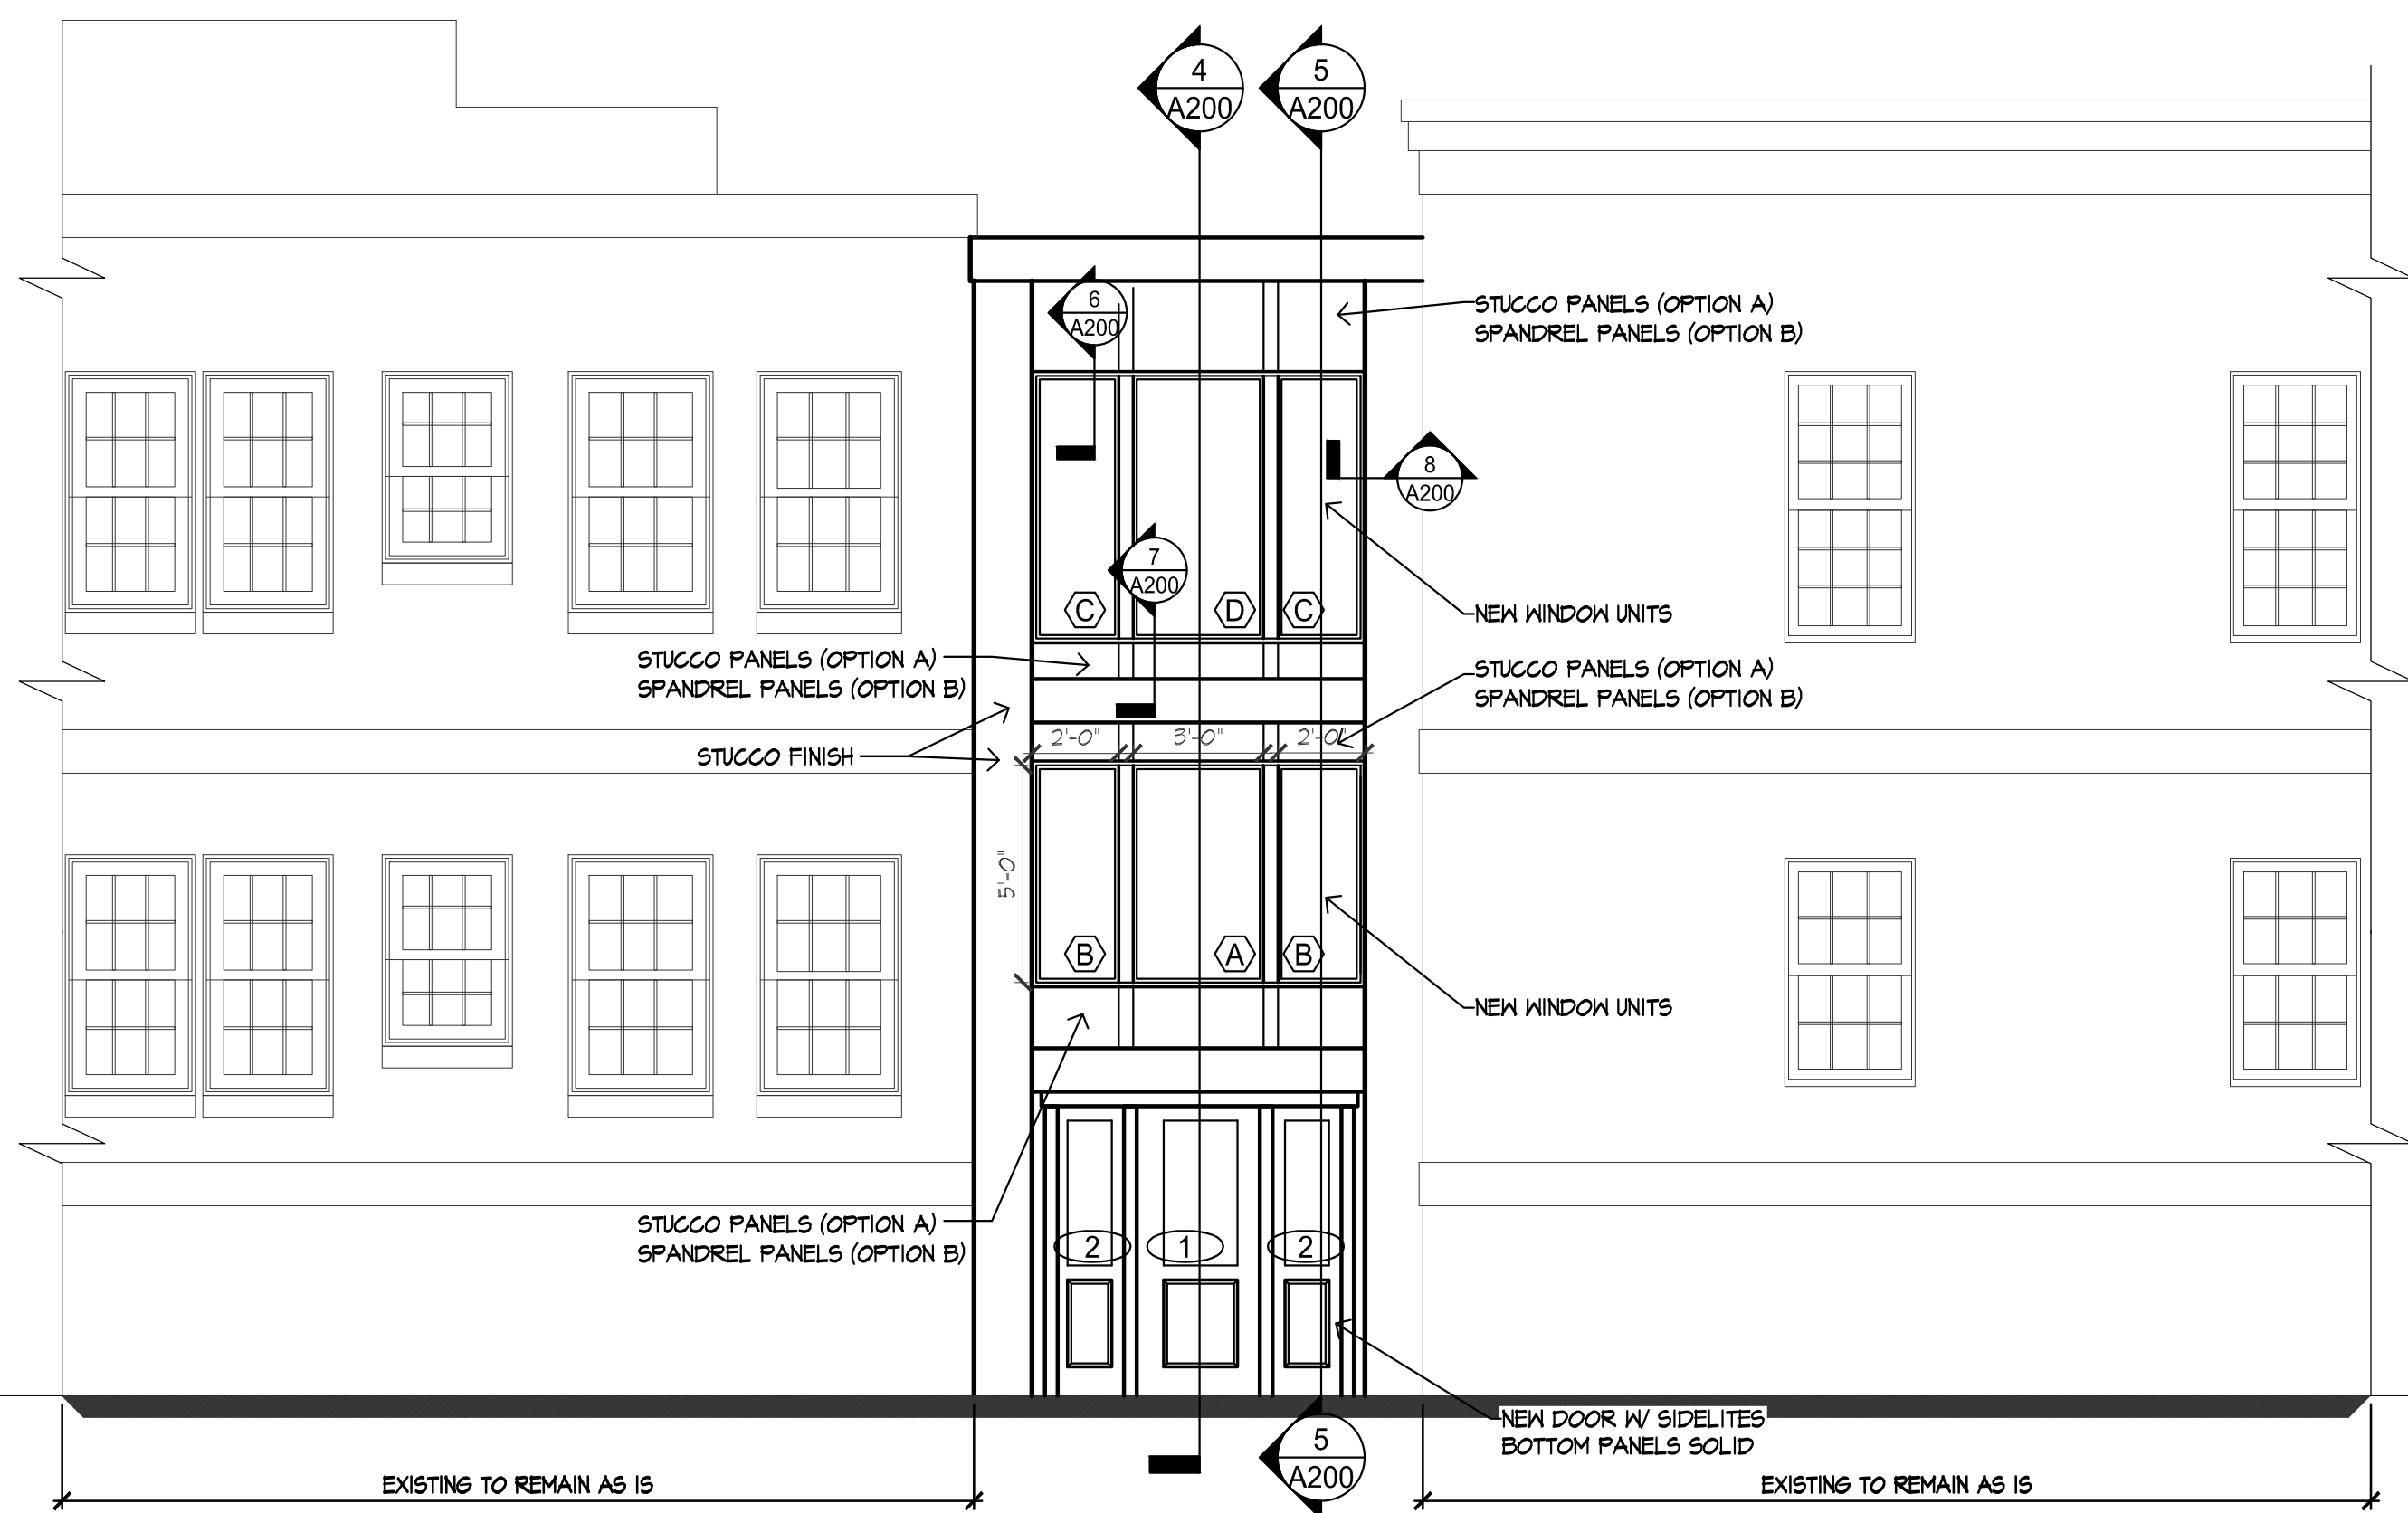 4
A200
5
A200
6
A200
STUCCO PANELS (OPTION A)
SPANDREL PANELS (OPTION B)
8
A200
7
A200
C
D
C
NEW WINDOW UNITS
STUCCO PANELS (OPTION A)
SPANDREL PANELS (OPTION B)
STUCCO PANELS (OPTION A)
SPANDREL PANELS (OPTION B)
STUCCO FINISH
2'-0"
3'-0"
2'-0"
5'-0"
B
A
B
NEW WINDOW UNITS
STUCCO PANELS (OPTION A)
SPANDREL PANELS (OPTION B)
2
1
2
NEW DOOR W/ SIDELITES
BOTTOM PANELS SOLID
5
A200
EXISTING TO REMAIN AS IS
EXISTING TO REMAIN AS IS